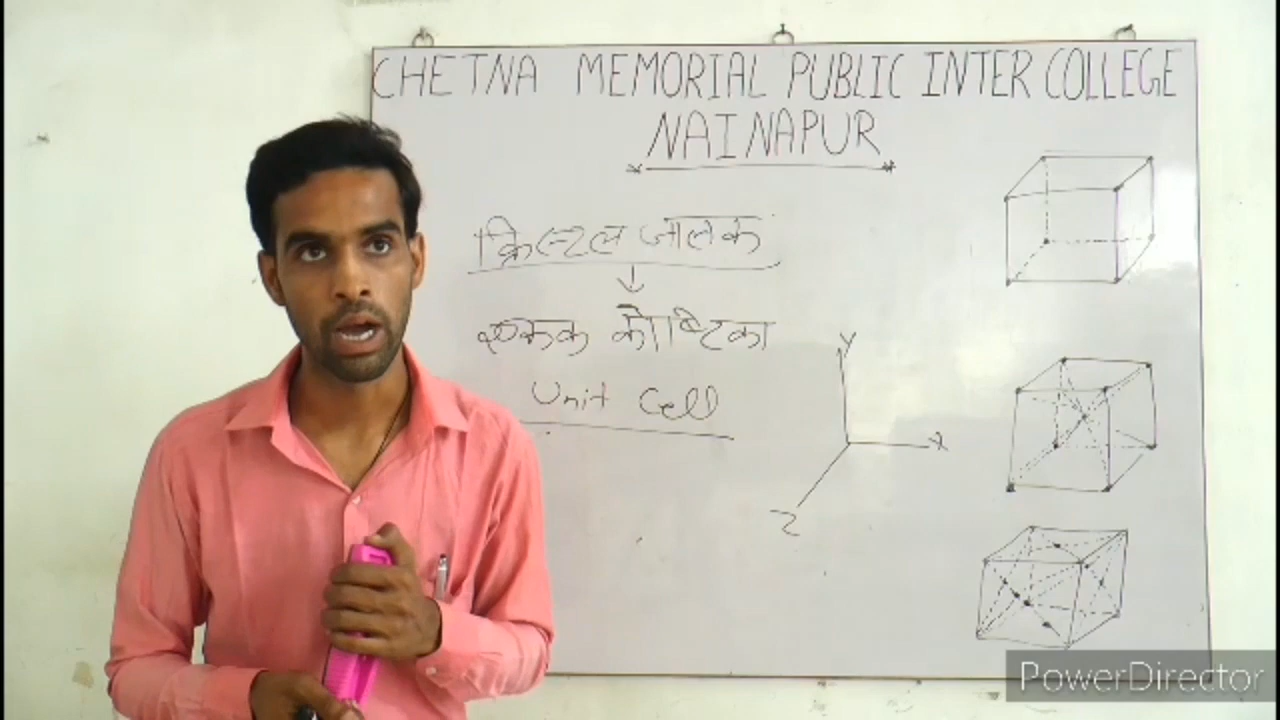 CHETNA MEMORIAL PUBLIC INTER COLLEGE
NAINAPUR
क्रिस्टल जालक
एकक कोष्ठिका
Unit Cell
Y
X
Z
PowerDirector